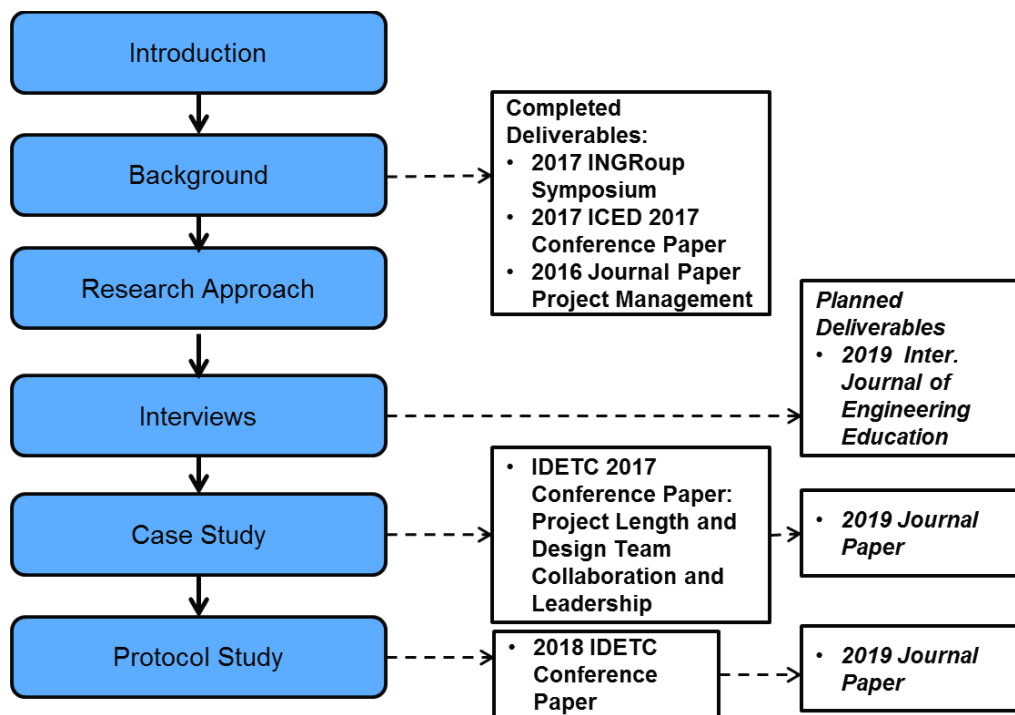 Introduction
Background
Research Approach
Interviews
Case Study
Protocol Study
Completed
Deliverables:
• 2017 INGRoup
Symposium
• 2017 ICED 2017
Conference Paper
• 2016 Journal Paper
Project Management
Planned
Deliverables
• 2019 Inter.
Journal of
Engineering
Education
• IDETC 2017
Conference Paper:
Project Length and
Design Team
Collaboration and
Leadership
• 2019 Journal
Paper
• 2018 IDETC
Conference
Paper
• 2019 Journal
Paper